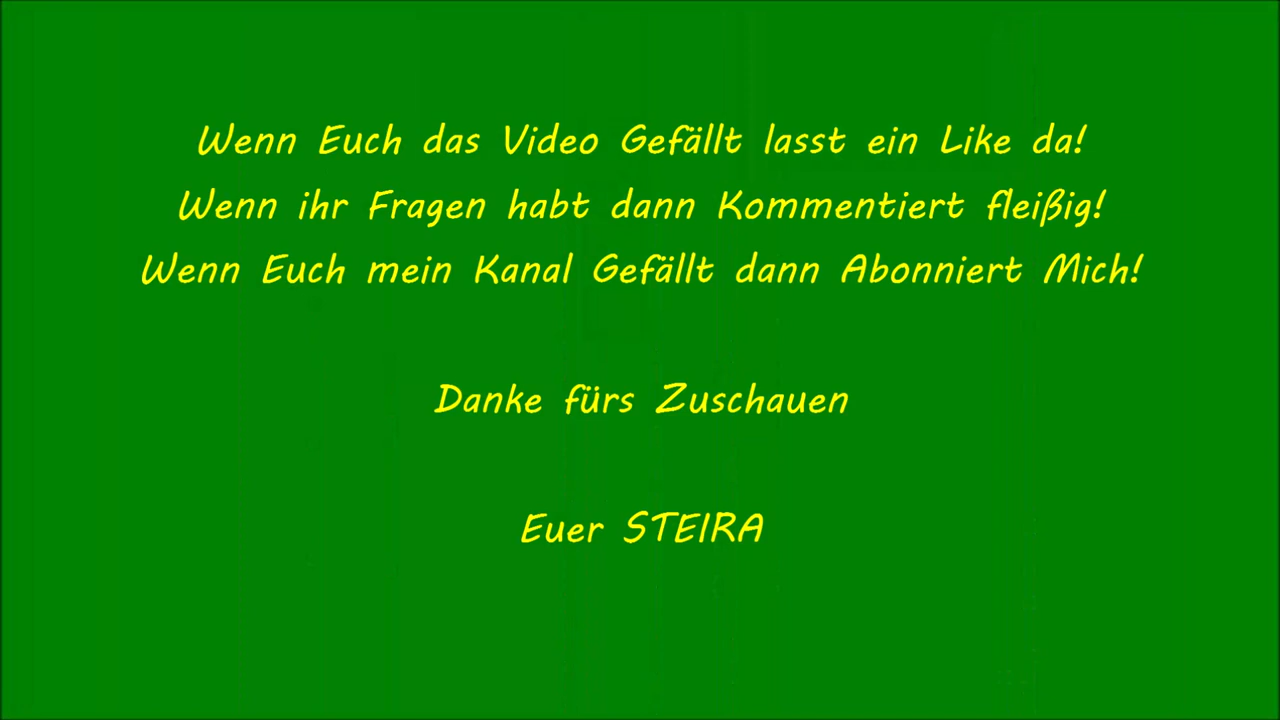 Wenn Euch das Video Gefällt lasst ein Like da!
Wenn ihr Fragen habt dann Kommentiert fleißig!
Wenn Euch mein Kanal Gefällt dann Abonniert Mich!
Danke fürs Zuschauen
Euer STEIRA